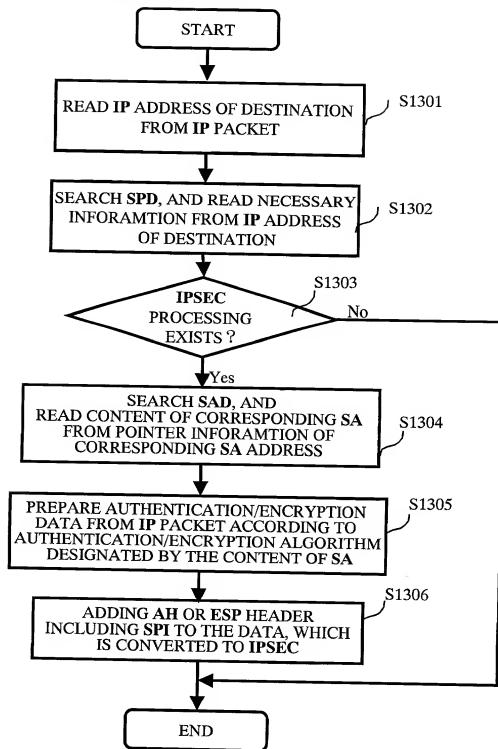 START
READ IP ADDRESS OF DESTINATION
FROM IP PACKET
S1301
SEARCH SPD, AND READ NECESSARY
INFORAMTION FROM IP ADDRESS
OF DESTINATION
S1302
IPSEC
PROCESSING
EXISTS ?
S1303
No
Yes
SEARCH SAD, AND
READ CONTENT OF CORRESPONDING SA
FROM POINTER INFORAMTION OF
CORRESPONDING SA ADDRESS
S1304
PREPARE AUTHENTICATION/ENCRYPTION
DATA FROM IP PACKET ACCORDING TO
AUTHENTICATION/ENCRYPTION ALGORITHM
DESIGNATED BY THE CONTENT OF SA
S1305
ADDING AH OR ESP HEADER
INCLUDING SPI TO THE DATA, WHICH
IS CONVERTED TO IPSEC
S1306
END